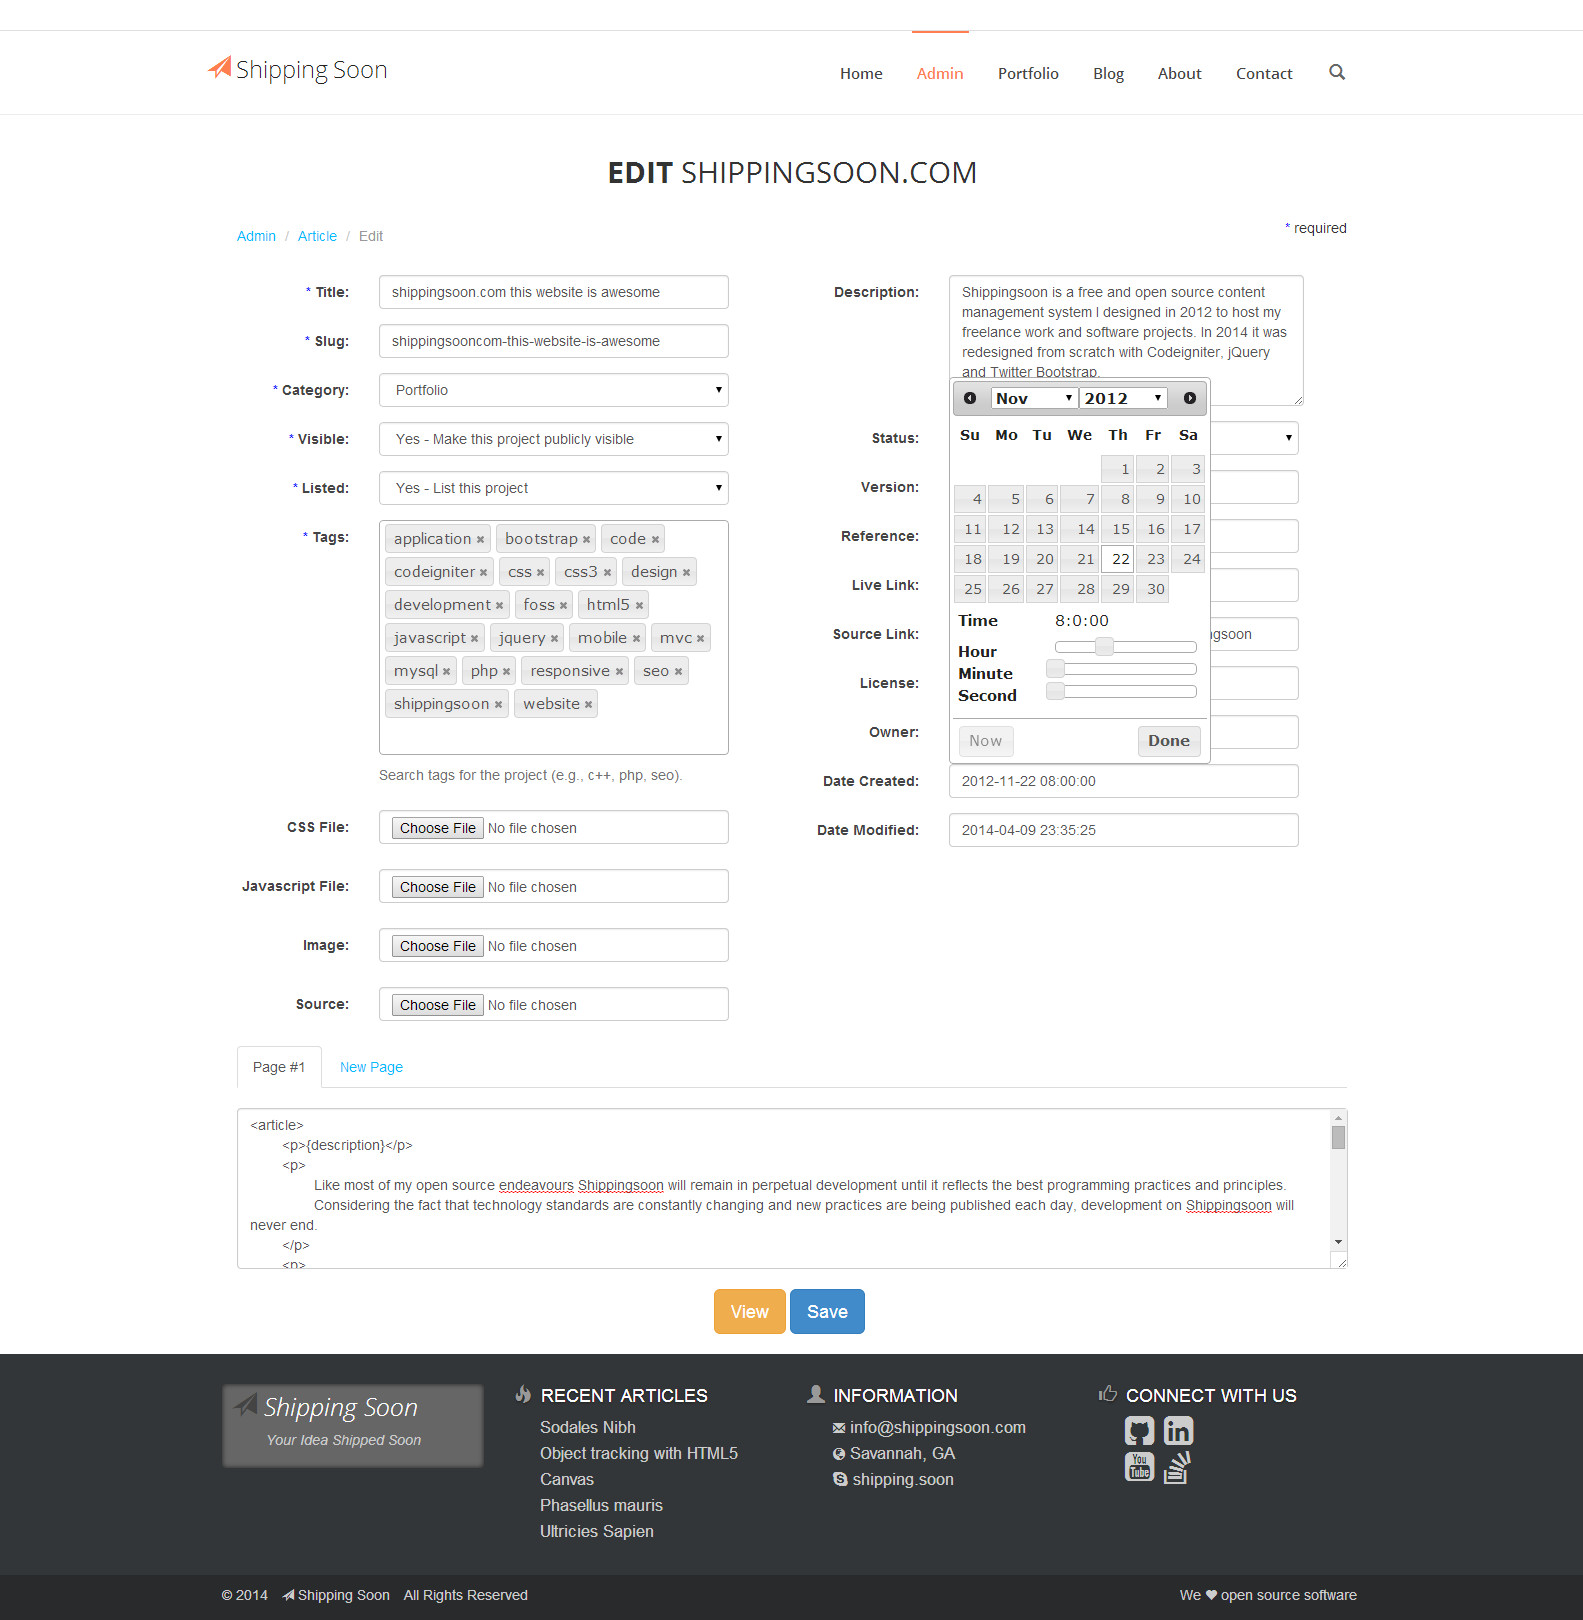 Shipping Soon
Home Admin Portfolio Blog About Contact
EDIT SHIPPINGSOON.COM
Admin / Article / Edit
* required
* Title: shippingsoon.com this website is awesome
* Slug: shippingsooncom-this-website-is-awesome
* Category: Portfolio
* Visible: Yes - Make this project publicly visible
* Listed: Yes - List this project
* Tags: application × bootstrap × code ×
codeigniter × css × css3 × design ×
development × foss × html5 ×
javascript × jquery × mobile × mvc ×
mysql × php × responsive × seo ×
shippingsoon × website ×
Search tags for the project (e.g., c++, php, seo).
CSS File: Choose File No file chosen
Javascript File: Choose File No file chosen
Image: Choose File No file chosen
Source: Choose File No file chosen
Description: Shippingsoon is a free and open source content
management system I designed in 2012 to host my
freelance work and software projects. In 2014 it was
redesigned from scratch with Codeigniter, jQuery
and Twitter Bootstrap.
Nov 2012
Su Mo Tu We Th Fr Sa
1 2 3
4 5 6 7 8 9 10
11 12 13 14 15 16 17
18 19 20 21 22 23 24
25 26 27 28 29 30
Time 8:0:00
Hour
Minute
Second
Now Done
Status:
Version:
Reference:
Live Link:
Source Link: gsoon
License:
Owner:
Date Created: 2012-11-22 08:00:00
Date Modified: 2014-04-09 23:35:25
Page #1 New Page
<article>
<p>{description}</p>
<p>
Like most of my open source endeavours Shippingsoon will remain in perpetual development until it reflects the best programming practices and principles.
Considering the fact that technology standards are constantly changing and new practices are being published each day, development on Shippingsoon will
never end.
</p>
<p>
View Save
Shipping Soon
Your Idea Shipped Soon
RECENT ARTICLES
Sodales Nibh
Object tracking with HTML5
Canvas
Phasellus mauris
Ultricies Sapien
INFORMATION
info@shippingsoon.com
Savannah, GA
shipping.soon
CONNECT WITH US
in
You
Tube
© 2014 Shipping Soon All Rights Reserved
We ♥ open source software